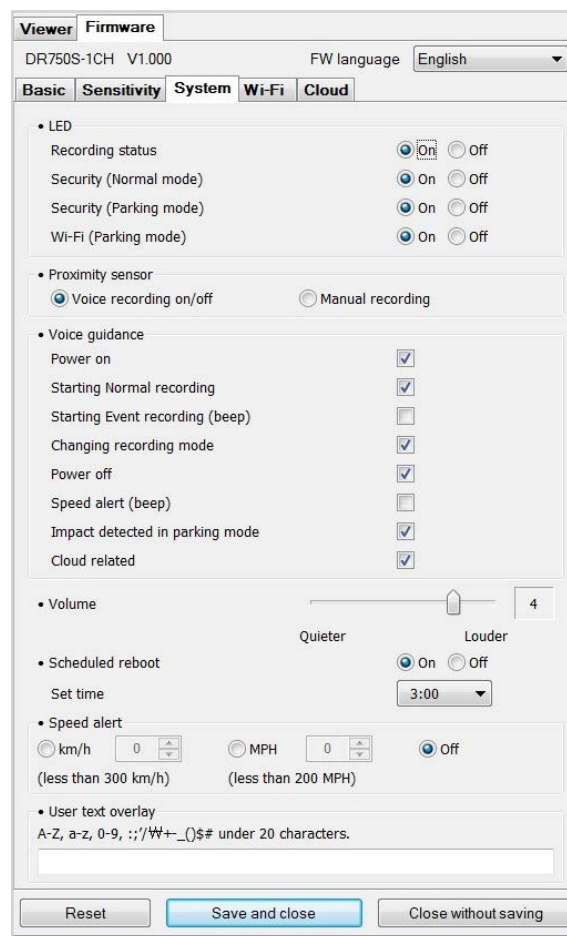 Viewer Firmware
DR750S-1CH V1.000 FW language English
Basic Sensitivity System Wi-Fi Cloud
• LED
Recording status On Off
Security (Normal mode) On Off
Security (Parking mode) On Off
Wi-Fi (Parking mode) On Off
• Proximity sensor
Voice recording on/off Manual recording
• Voice guidance
Power on
Starting Normal recording
Starting Event recording (beep)
Changing recording mode
Power off
Speed alert (beep)
Impact detected in parking mode
Cloud related
• Volume 4
Quieter Louder
• Scheduled reboot On Off
Set time 3:00
• Speed alert
km/h 0 MPH 0 Off
(less than 300 km/h) (less than 200 MPH)
• User text overlay
A-Z, a-z, 0-9, :;'/₩+-_()$# under 20 characters.
Reset Save and close Close without saving